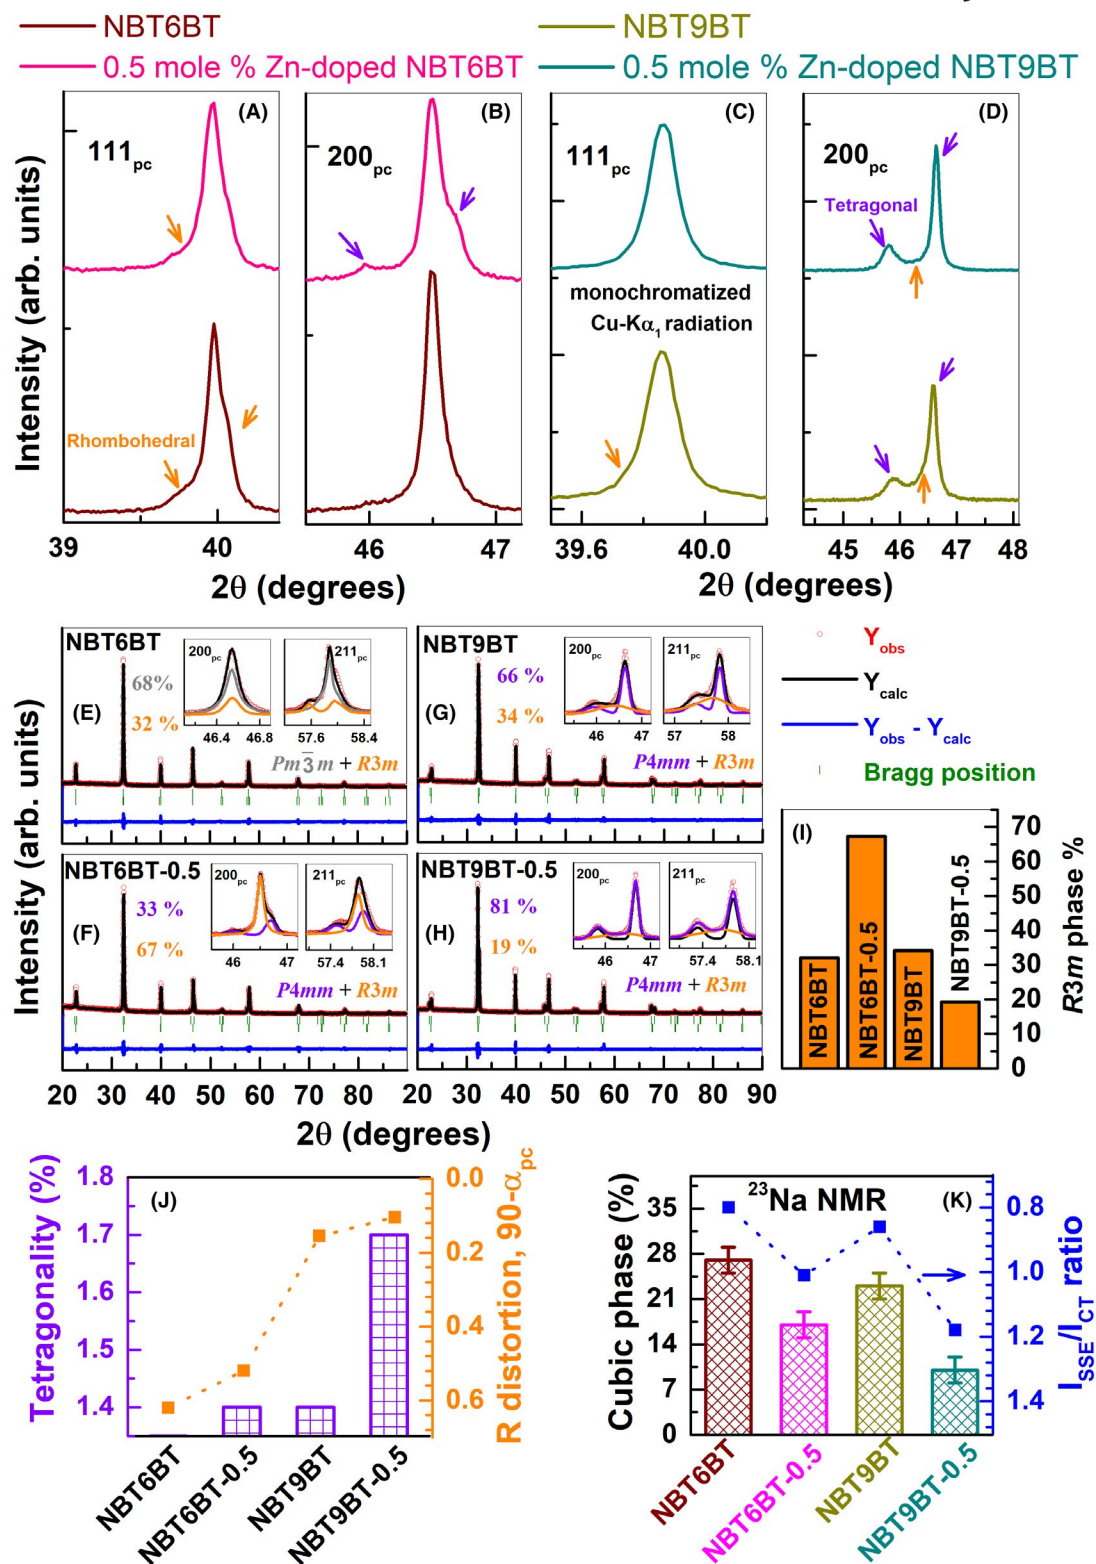 NBT6BT
NBT9BT
0.5 mole % Zn-doped NBT6BT
0.5 mole % Zn-doped NBT9BT
Intensity (arb. units)
(A)
111pc
Rhombohedral
39 40
(B)
200pc
46 47
2θ (degrees)
Intensity (arb. units)
(C)
111pc
monochromatized
Cu-Kα1 radiation
39.6 40.0
(D)
200pc
Tetragonal
45 46 47 48
2θ (degrees)
Intensity (arb. units)
NBT6BT
(E)
68%
32 %
200pc
46.4 46.8
211pc
57.6 58.4
Pm3̅m + R3m
NBT9BT
(G)
66 %
34 %
200pc
46 47
211pc
57 58
P4mm + R3m
Yobs
Ycalc
Yobs - Ycalc
Bragg position
Intensity (arb. units)
NBT6BT-0.5
(F)
33 %
67 %
200pc
46 47
211pc
57.4 58.1
P4mm + R3m
20 30 40 50 60 70 80
NBT9BT-0.5
(H)
81 %
19 %
200pc
46 47
211pc
57.4 58.1
P4mm + R3m
20 30 40 50 60 70 80 90
2θ (degrees)
(I)
NBT6BT
NBT6BT-0.5
NBT9BT
NBT9BT-0.5
70
60
50
40
30
20
10
0
R3m phase %
Tetragonality (%)
1.8
1.7
1.6
1.5
1.4
(J)
0.0
0.2
0.4
0.6
R distortion, 90-αpc
NBT6BT
NBT6BT-0.5
NBT9BT
NBT9BT-0.5
Cubic phase (%)
35
28
21
14
7
0
23Na NMR
(K)
0.8
1.0
1.2
1.4
ISSE/ICT ratio
NBT6BT
NBT6BT-0.5
NBT9BT
NBT9BT-0.5